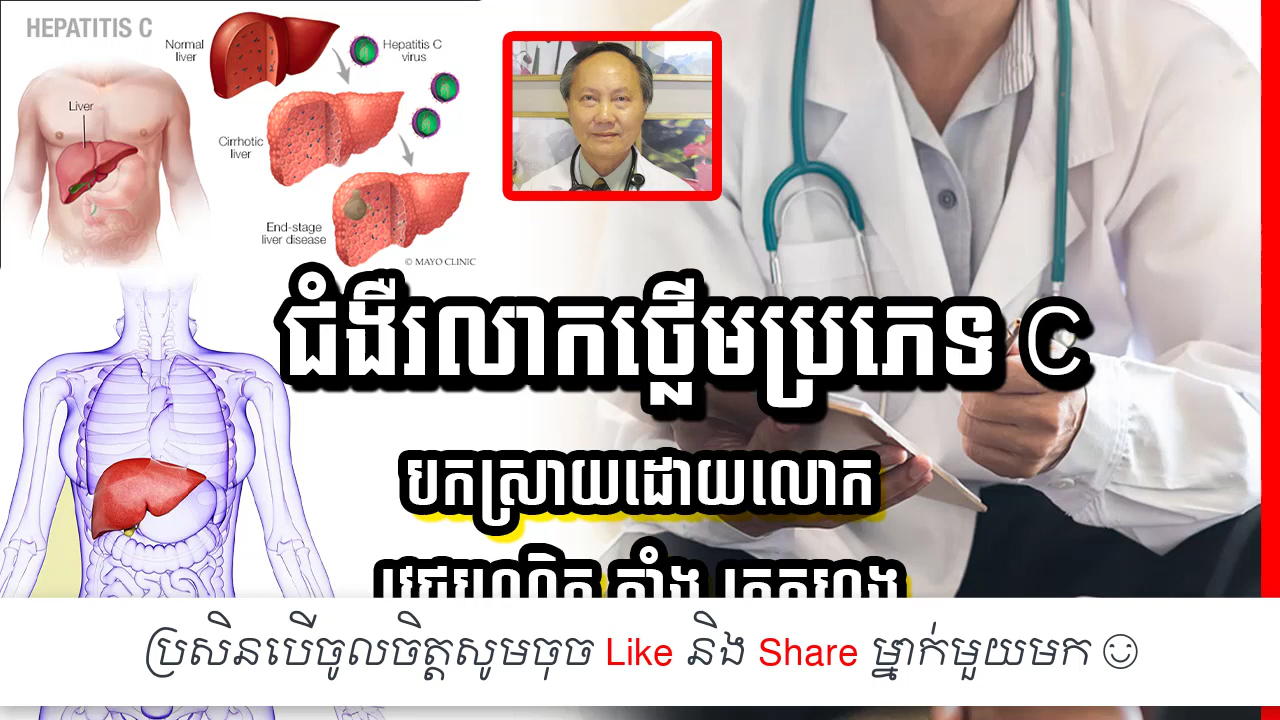 HEPATITIS C
Normal
liver
Hepatitis C
virus
Liver
Cirrhotic
liver
End-stage
liver disease
© MAYO CLINIC
ជំងឺរលាកថ្លើមប្រភេទ C
បកស្រាយដោយលោក
ប្រសិនបើចូលចិត្តសូមចុច Like និង Share ម្នាក់មួយមក ☺